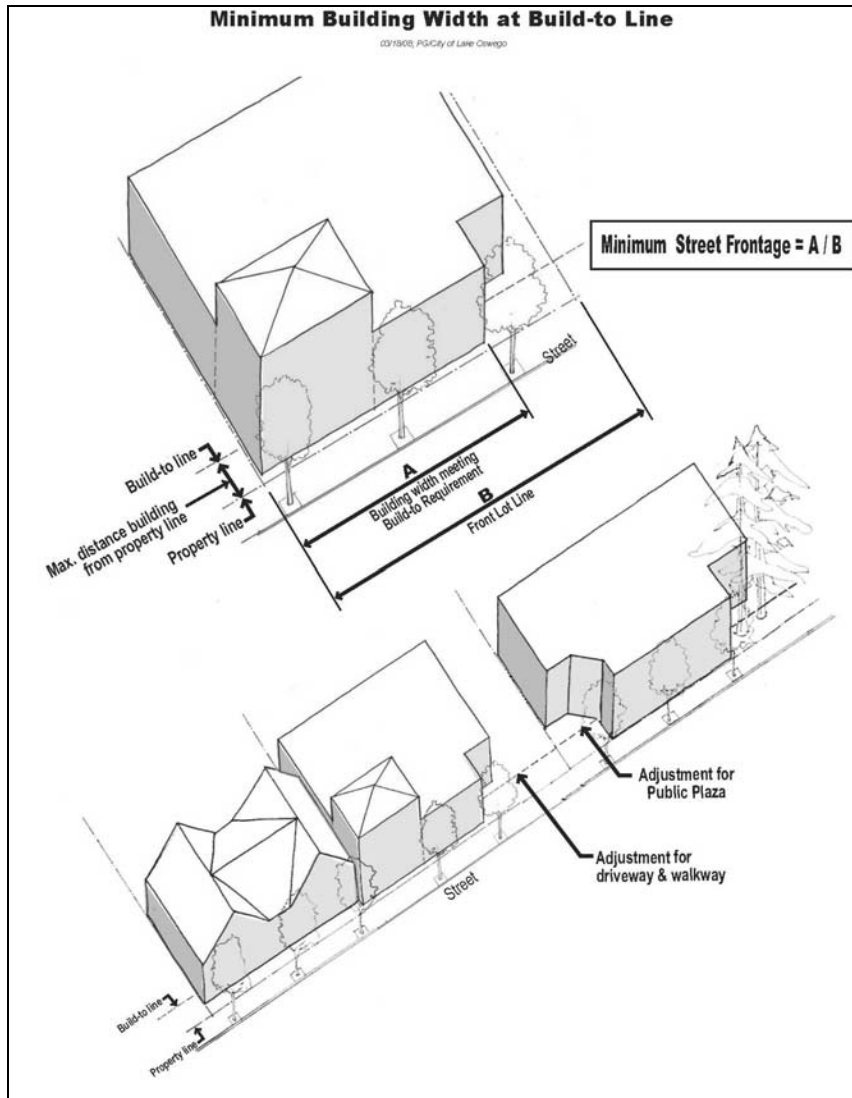 Minimum Building Width at Build-to Line
03/18/08, PG/City of Lake Oswego
Minimum Street Frontage = A / B
Street
Build-to line
Max. distance building
from property line
Property line
A
Building width meeting
Build-to Requirement
B
Front Lot Line
Adjustment for
Public Plaza
Adjustment for
driveway & walkway
Street
Build-to line
Property line